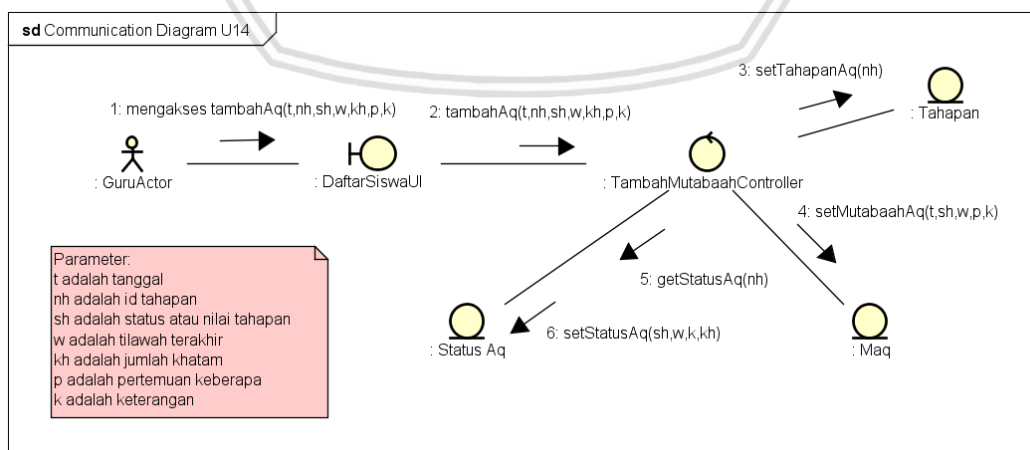 sd Communication Diagram U14
3: setTahapanAq(nh)
1: mengakses tambahAq(t,nh,sh,w,kh,p,k)
2: tambahAq(t,nh,sh,w,kh,p,k)
: Tahapan
: GuruActor
: DaftarSiswaUI
: TambahMutabaahController
4: setMutabaahAq(t,sh,w,p,k)
Parameter:
t adalah tanggal
nh adalah id tahapan
sh adalah status atau nilai tahapan
w adalah tilawah terakhir
kh adalah jumlah khatam
p adalah pertemuan keberapa
k adalah keterangan
5: getStatusAq(nh)
6: setStatusAq(sh,w,k,kh)
: Status Aq
: Maq